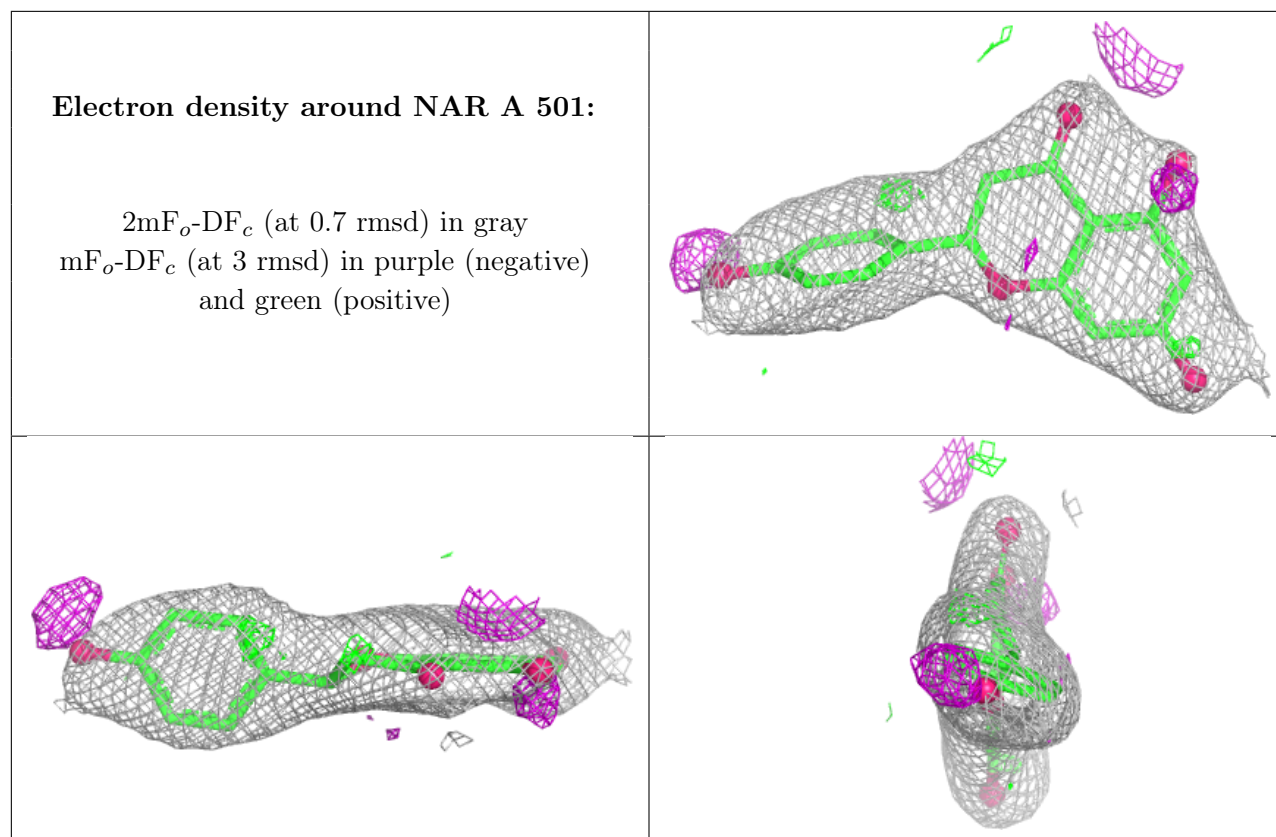 Electron density around NAR A 501:
2mFo-DFc (at 0.7 rmsd) in gray
mFo-DFc (at 3 rmsd) in purple (negative)
and green (positive)